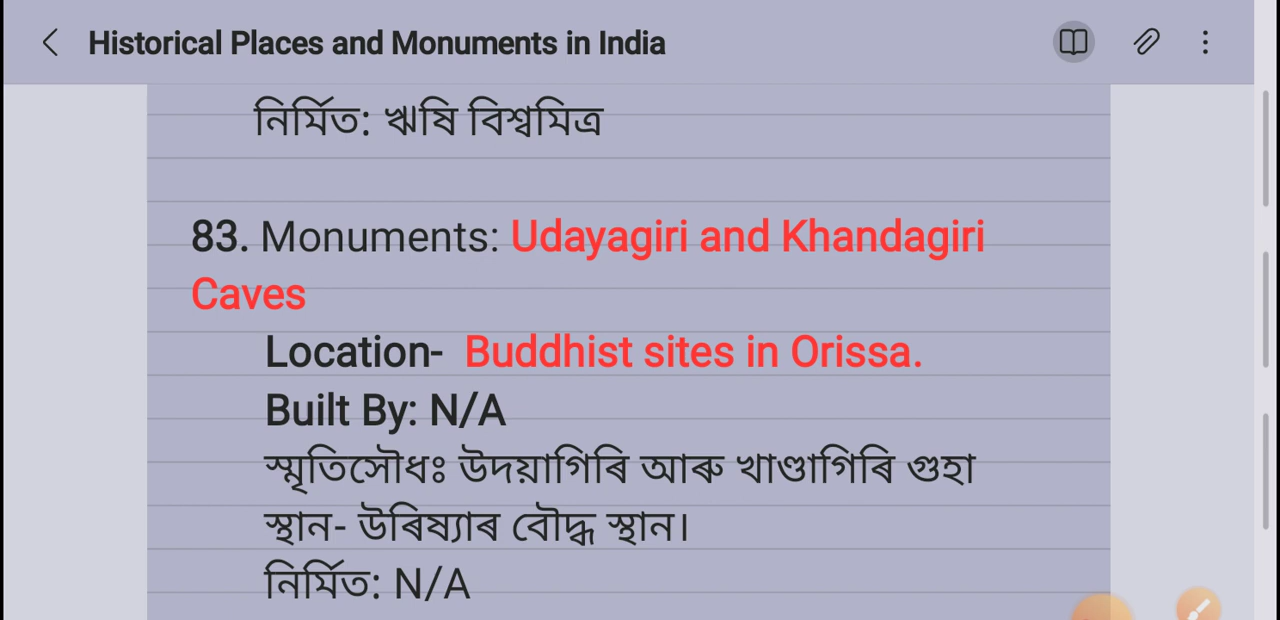 Historical Places and Monuments in India
নিৰ্মিত: ঋষি বিশ্বমিত্ৰ
83. Monuments: Udayagiri and Khandagiri
Caves
Location- Buddhist sites in Orissa.
Built By: N/A
স্মৃতিসৌধঃ উদয়াগিৰি আৰু খাণ্ডাগিৰি গুহা
স্থান- উৰিষ্যাৰ বৌদ্ধ স্থান।
নিৰ্মিত: N/A